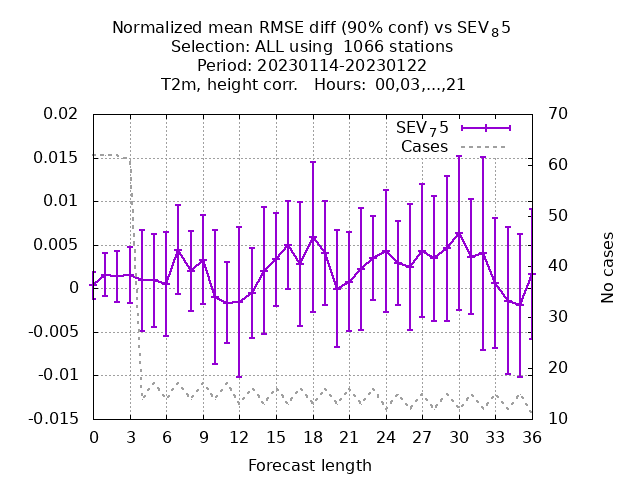 Normalized mean RMSE diff (90% conf) vs SEV₈5
Selection: ALL using  1066 stations
Period: 20230114-20230122
T2m, height corr.   Hours:  00,03,...,21
SEV₇5
Cases
0.02
0.015
0.01
0.005
0
-0.005
-0.01
-0.015
70
60
50
40
30
20
10
No cases
0 3 6 9 12 15 18 21 24 27 30 33 36
Forecast length